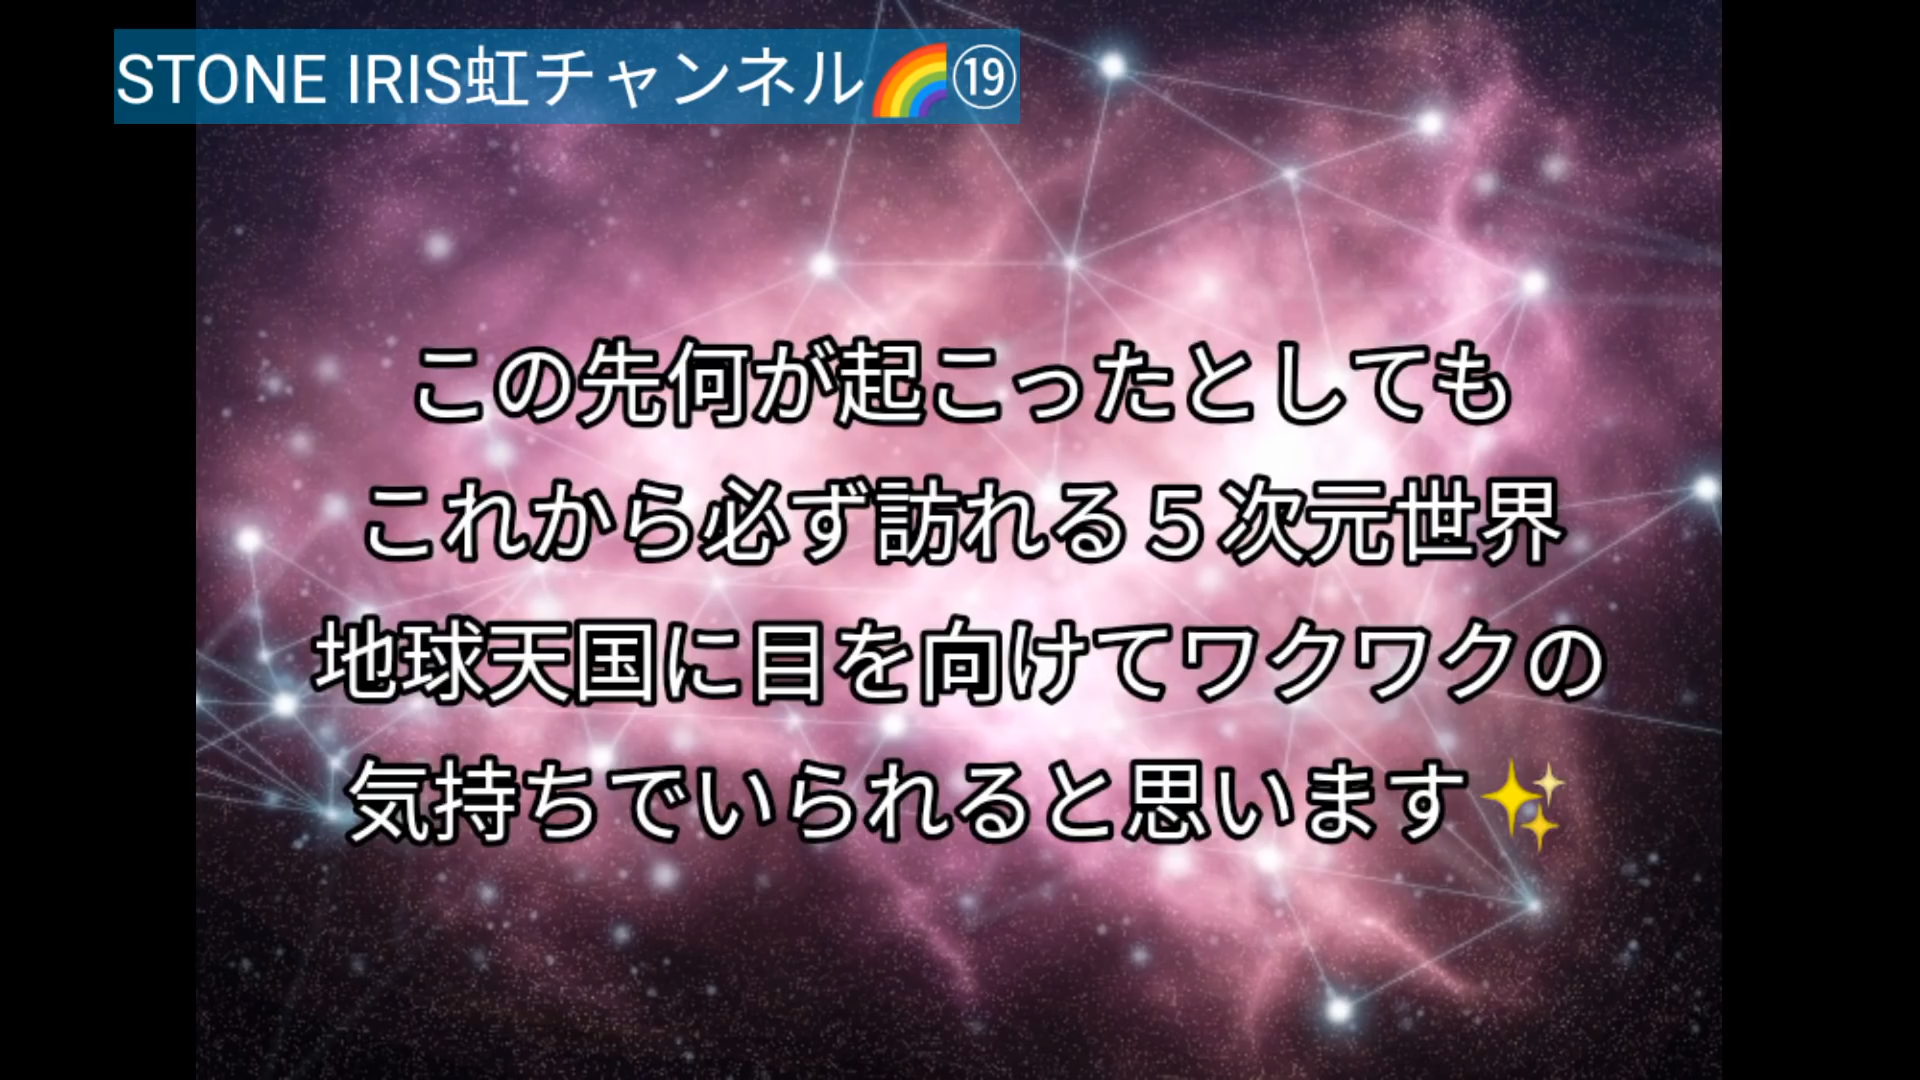 STONE IRIS虹チャンネル🌈⑲
この先何が起こったとしても
これから必ず訪れる５次元世界
地球天国に目を向けてワクワクの
気持ちでいられると思います✨